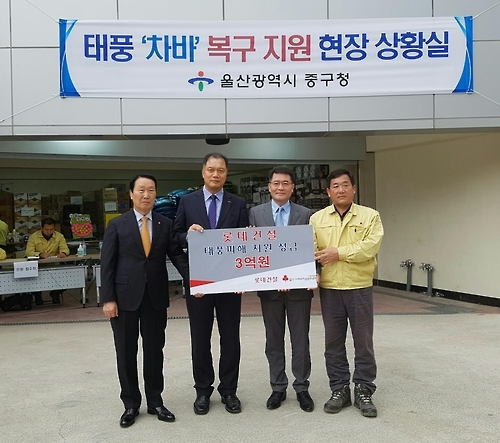 태풍 '차바' 복구 지원 현장 상황실
울산광역시 중구청
롯데건설
태풍피해 지원 성금
3억원
롯데건설